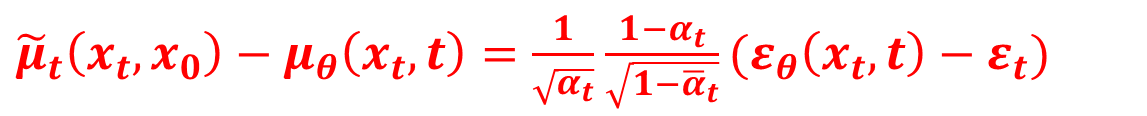 μ̃ₜ(xₜ, x₀) − μ_θ(xₜ, t) = 1/√αₜ 1−αₜ/√(1−ᾱₜ) (ε_θ(xₜ, t) − εₜ)